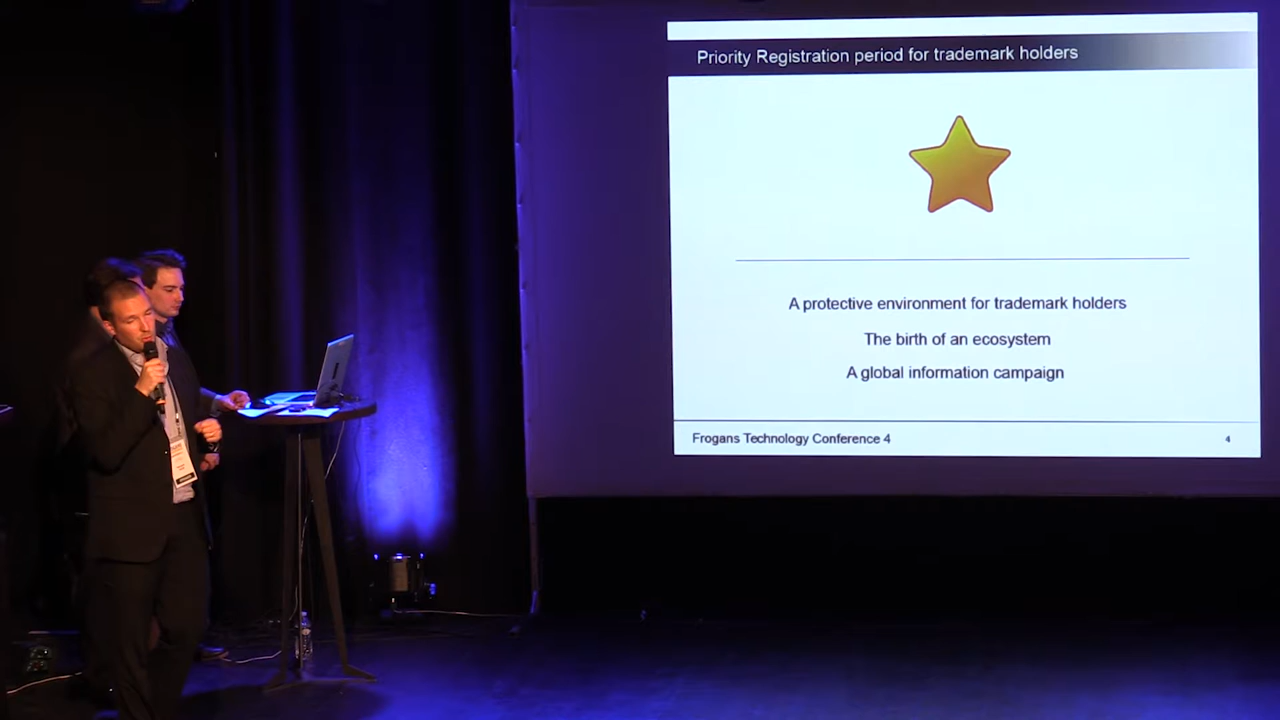 Priority Registration period for trademark holders
A protective environment for trademark holders
The birth of an ecosystem
A global information campaign
Frogans Technology Conference 4
4